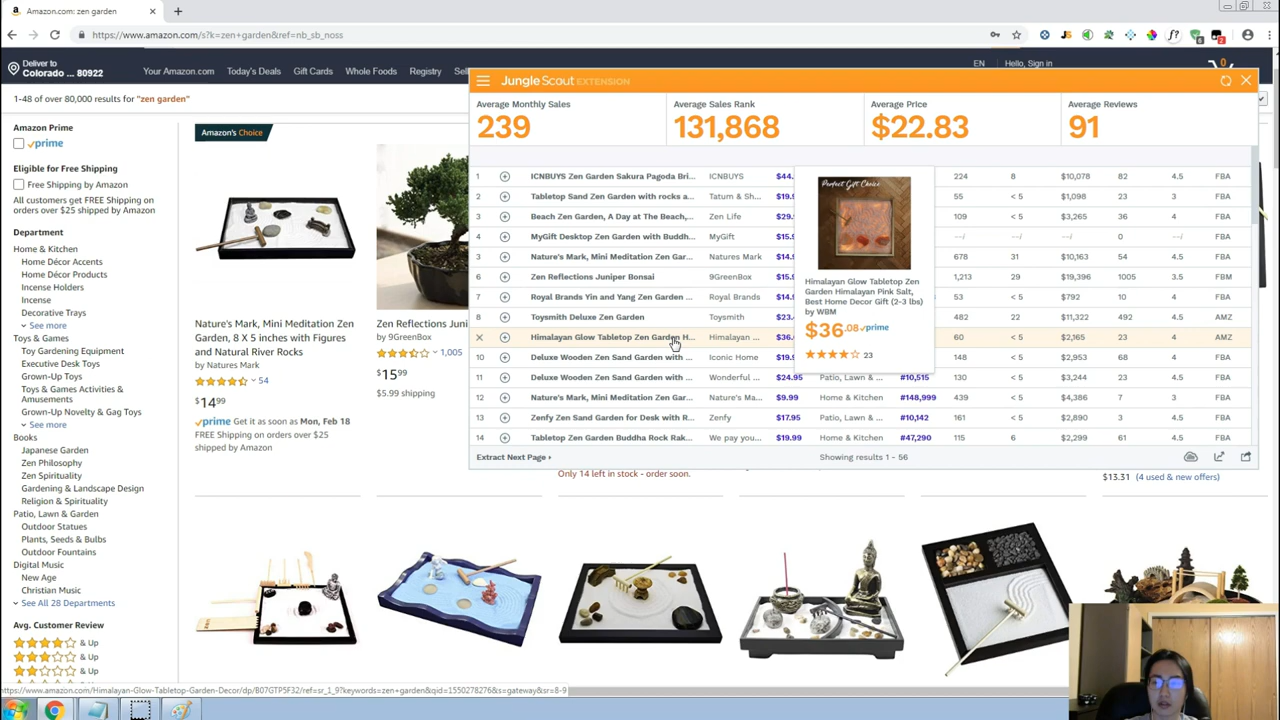 Amazon.com: zen garden
https://www.amazon.com/s?k=zen+garden&ref=nb_sb_noss
Deliver to
Colorado ... 80922
Your Amazon.com
Today's Deals
Gift Cards
Whole Foods
Registry
EN
Hello, Sign in
0
1-48 of over 80,000 results for "zen garden"
Amazon Prime
prime
Eligible for Free Shipping
Free Shipping by Amazon
All customers get FREE Shipping on
orders over $25 shipped by Amazon
Department
Home & Kitchen
Home Décor Accents
Home Décor Products
Incense Holders
Incense
Decorative Trays
See more
Toys & Games
Toy Gardening Equipment
Executive Desk Toys
Grown-Up Toys
Toys & Games Activities &
Amusements
Grown-Up Novelty & Gag Toys
See more
Books
Japanese Garden
Zen Philosophy
Zen Spirituality
Gardening & Landscape Design
Religion & Spirituality
Patio, Lawn & Garden
Outdoor Statues
Plants, Seeds & Bulbs
Outdoor Fountains
Digital Music
New Age
Christian Music
See All 28 Departments
Avg. Customer Review
& Up
& Up
& Up
Amazon's Choice
Nature's Mark, Mini Meditation Zen
Garden, 8 X 5 inches with Figures
and Natural River Rocks
by Natures Mark
54
$14.99
prime Get it as soon as Mon, Feb 18
FREE Shipping on orders over $25
shipped by Amazon
Zen Reflections Juni
by 9GreenBox
1,005
$15.99
$5.99 shipping
Jungle Scout EXTENSION
Average Monthly Sales
239
Average Sales Rank
131,868
Average Price
$22.83
Average Reviews
91
1 ICNBUYS Zen Garden Sakura Pagoda Bri... ICNBUYS $44. 224 8 $10,078 82 4.5 FBA
2 Tabletop Sand Garden with rocks a... Tatum & Sh... $19.9 55 < 5 3 4.5 FBA
3 Beach Zen Garden, A Day at The Beach,... Zen Life $29. 109 < 5 $3,265 36 4 FBA
4 MyGift Desktop Zen Garden with Buddh... MyGift $15.9 --/-- --/-- --/-- 0 --/-- FBA
3 Nature's Mark, Mini Meditation Zen Gar... Natures Mark $14.9 678 31 $10,163 54 4.5 FBA
6 Zen Reflections Juniper Bonsai 9GreenBox $15.9 1,213 29 $19,396 1005 3.5 FBM
7 Royal Brands Yin and Yang Zen Garden ... Royal Brands $14.9 53 < 5 $792 10 4 FBA
8 Toysmith Deluxe Zen Garden Toysmith $23. 482 22 $11,322 492 4.5 AMZ
× Himalayan Glow Tabletop Zen Garden H... Himalayan ... $36. 60 < 5 $2,165 23 4 AMZ
10 Deluxe Wooden Zen Sand Garden with ... Iconic Home $19.9 148 < 5 $2,953 68 4 FBA
11 Deluxe Wooden Zen Sand Garden with ... Wonderful ... $24.95 Patio, Lawn & ... #10,515 130 < 5 $3,244 23 4.5 FBA
12 Nature's Mark, Mini Meditation Zen Gar... Nature's Ma... $9.99 Home & Kitchen #148,999 439 < 5 $4,386 7 3 FBA
13 Zenfy Zen Sand Garden for Desk with R... Zenfy $17.95 Patio, Lawn & ... #10,142 161 < 5 $2,890 3 4.5 FBA
14 Tabletop Zen Garden Buddha Rock Rak... We pay you... $19.99 Home & Kitchen #47,290 115 6 $2,299 61 4.5 FBA
Perfect Gift Choice
Himalayan Glow Tabletop Zen
Garden Himalayan Pink Salt,
Best Home Decor Gift (2-3 lbs)
by WBM
$36.08 prime
23
Extract Next Page
Showing results 1 - 56
Only 14 left in stock - order soon.
$13.31 (4 used & new offers)
https://www.amazon.com/Himalayan-Glow-Tabletop-Garden-Decor/dp/B07GTP5F32/ref=sr_1_9?keywords=zen+garden&qid=1550278276&s=gateway&sr=8-9